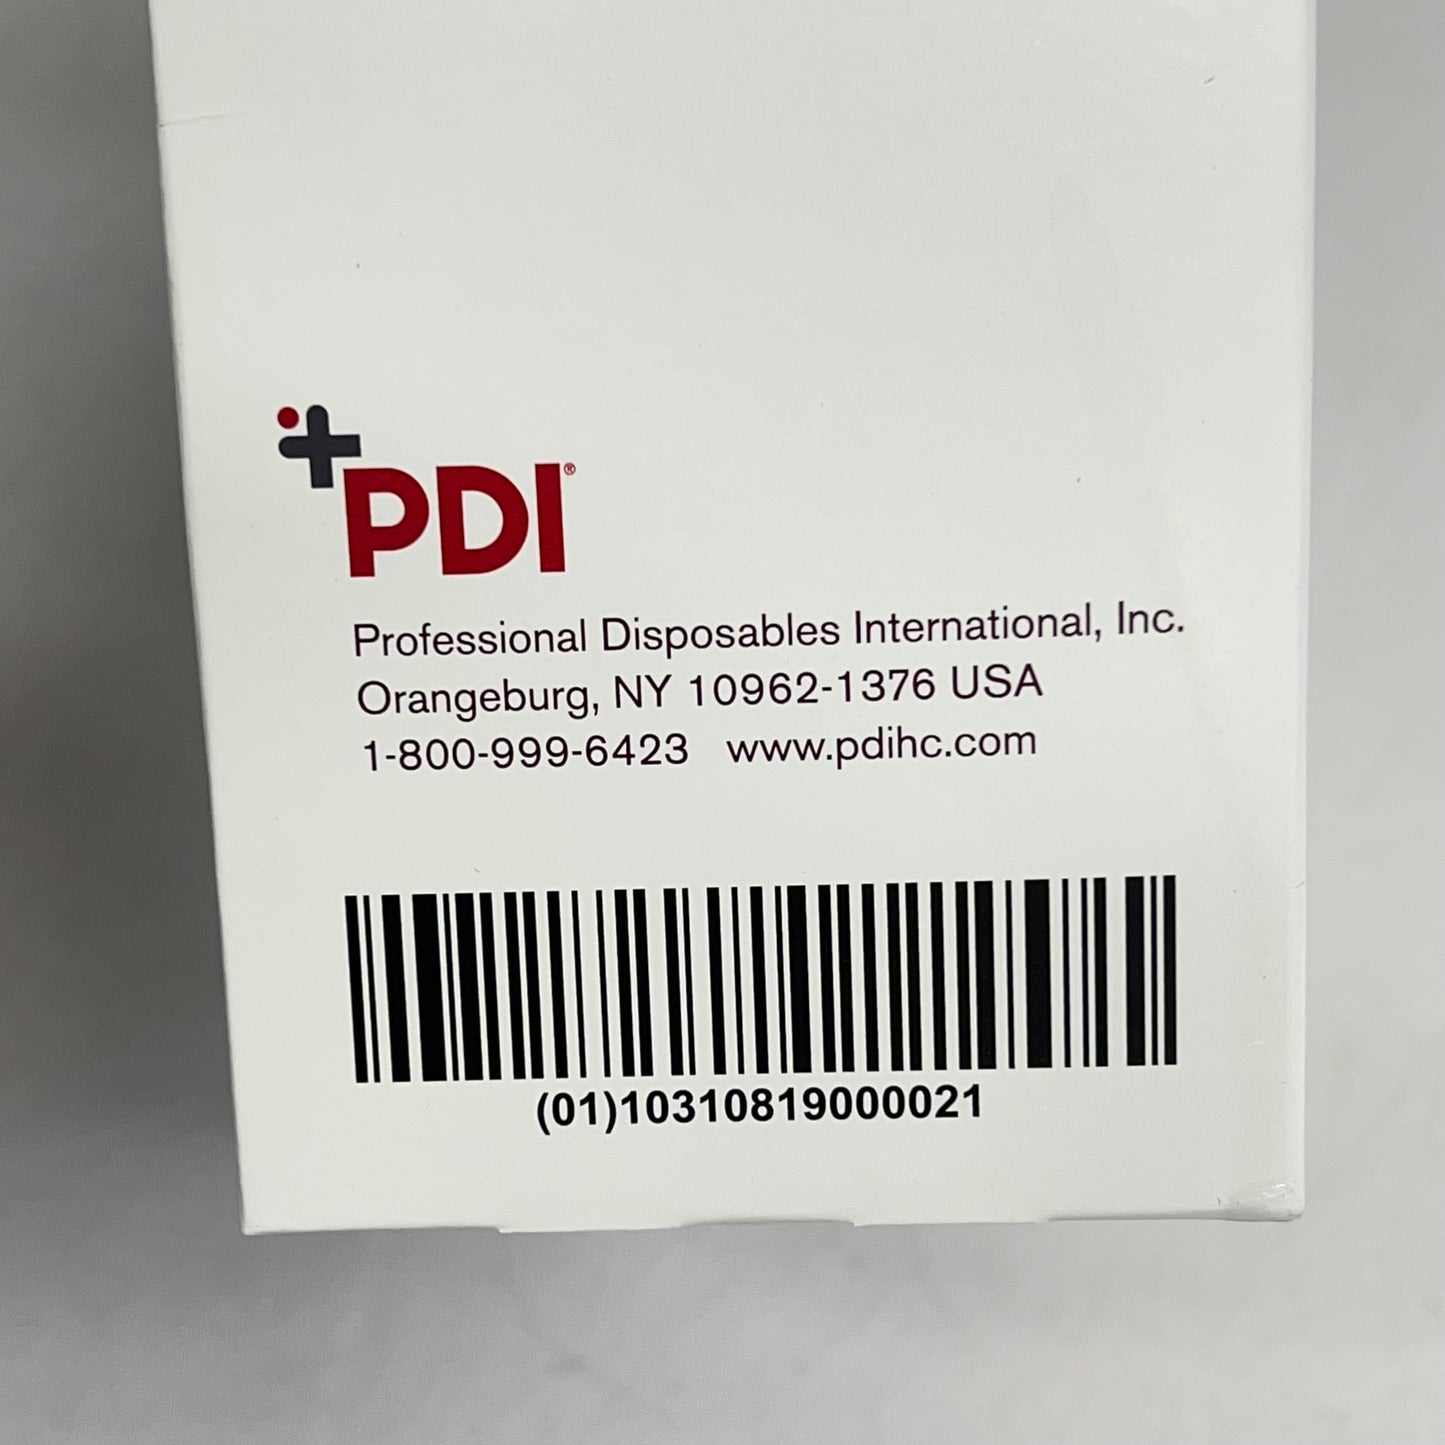 PDI®
Professional Disposables International, Inc.
Orangeburg, NY 10962-1376 USA
1-800-999-6423 www.pdihc.com
(01)10310819000021